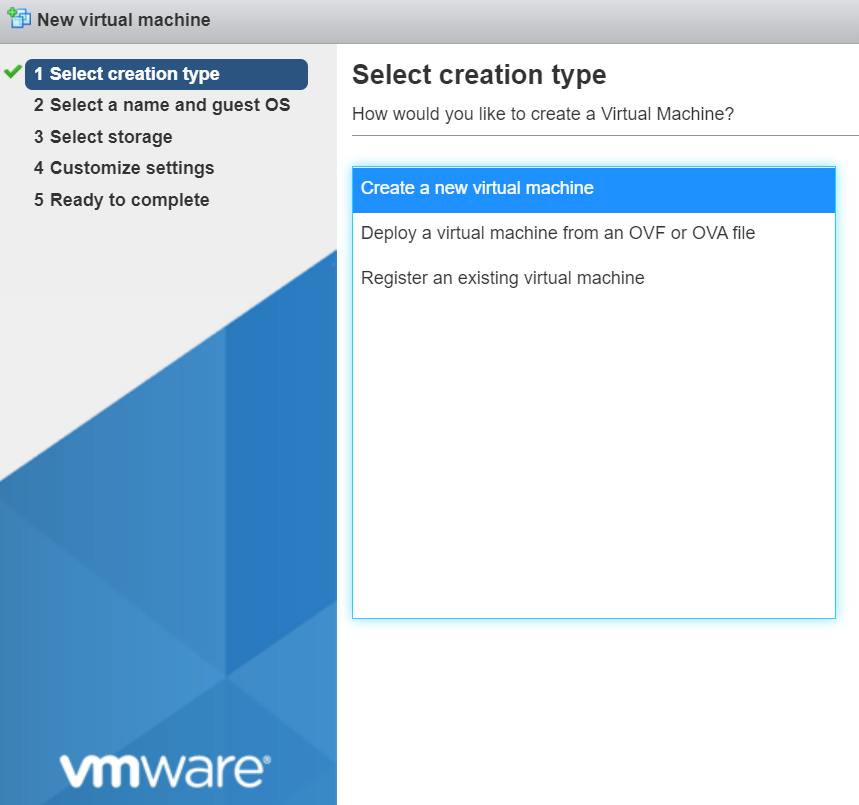 New virtual machine
1 Select creation type
2 Select a name and guest OS
3 Select storage
4 Customize settings
5 Ready to complete
Select creation type
How would you like to create a Virtual Machine?
Create a new virtual machine
Deploy a virtual machine from an OVF or OVA file
Register an existing virtual machine
vmware®